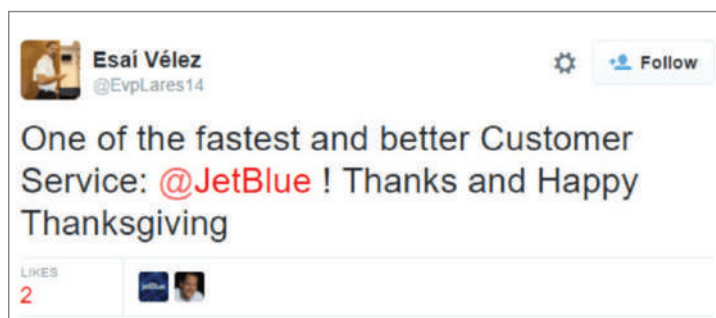 Esaí Vélez
@EvpLares14
Follow
One of the fastest and better Customer
Service: @JetBlue ! Thanks and Happy
Thanksgiving
LIKES
2
jetBlue